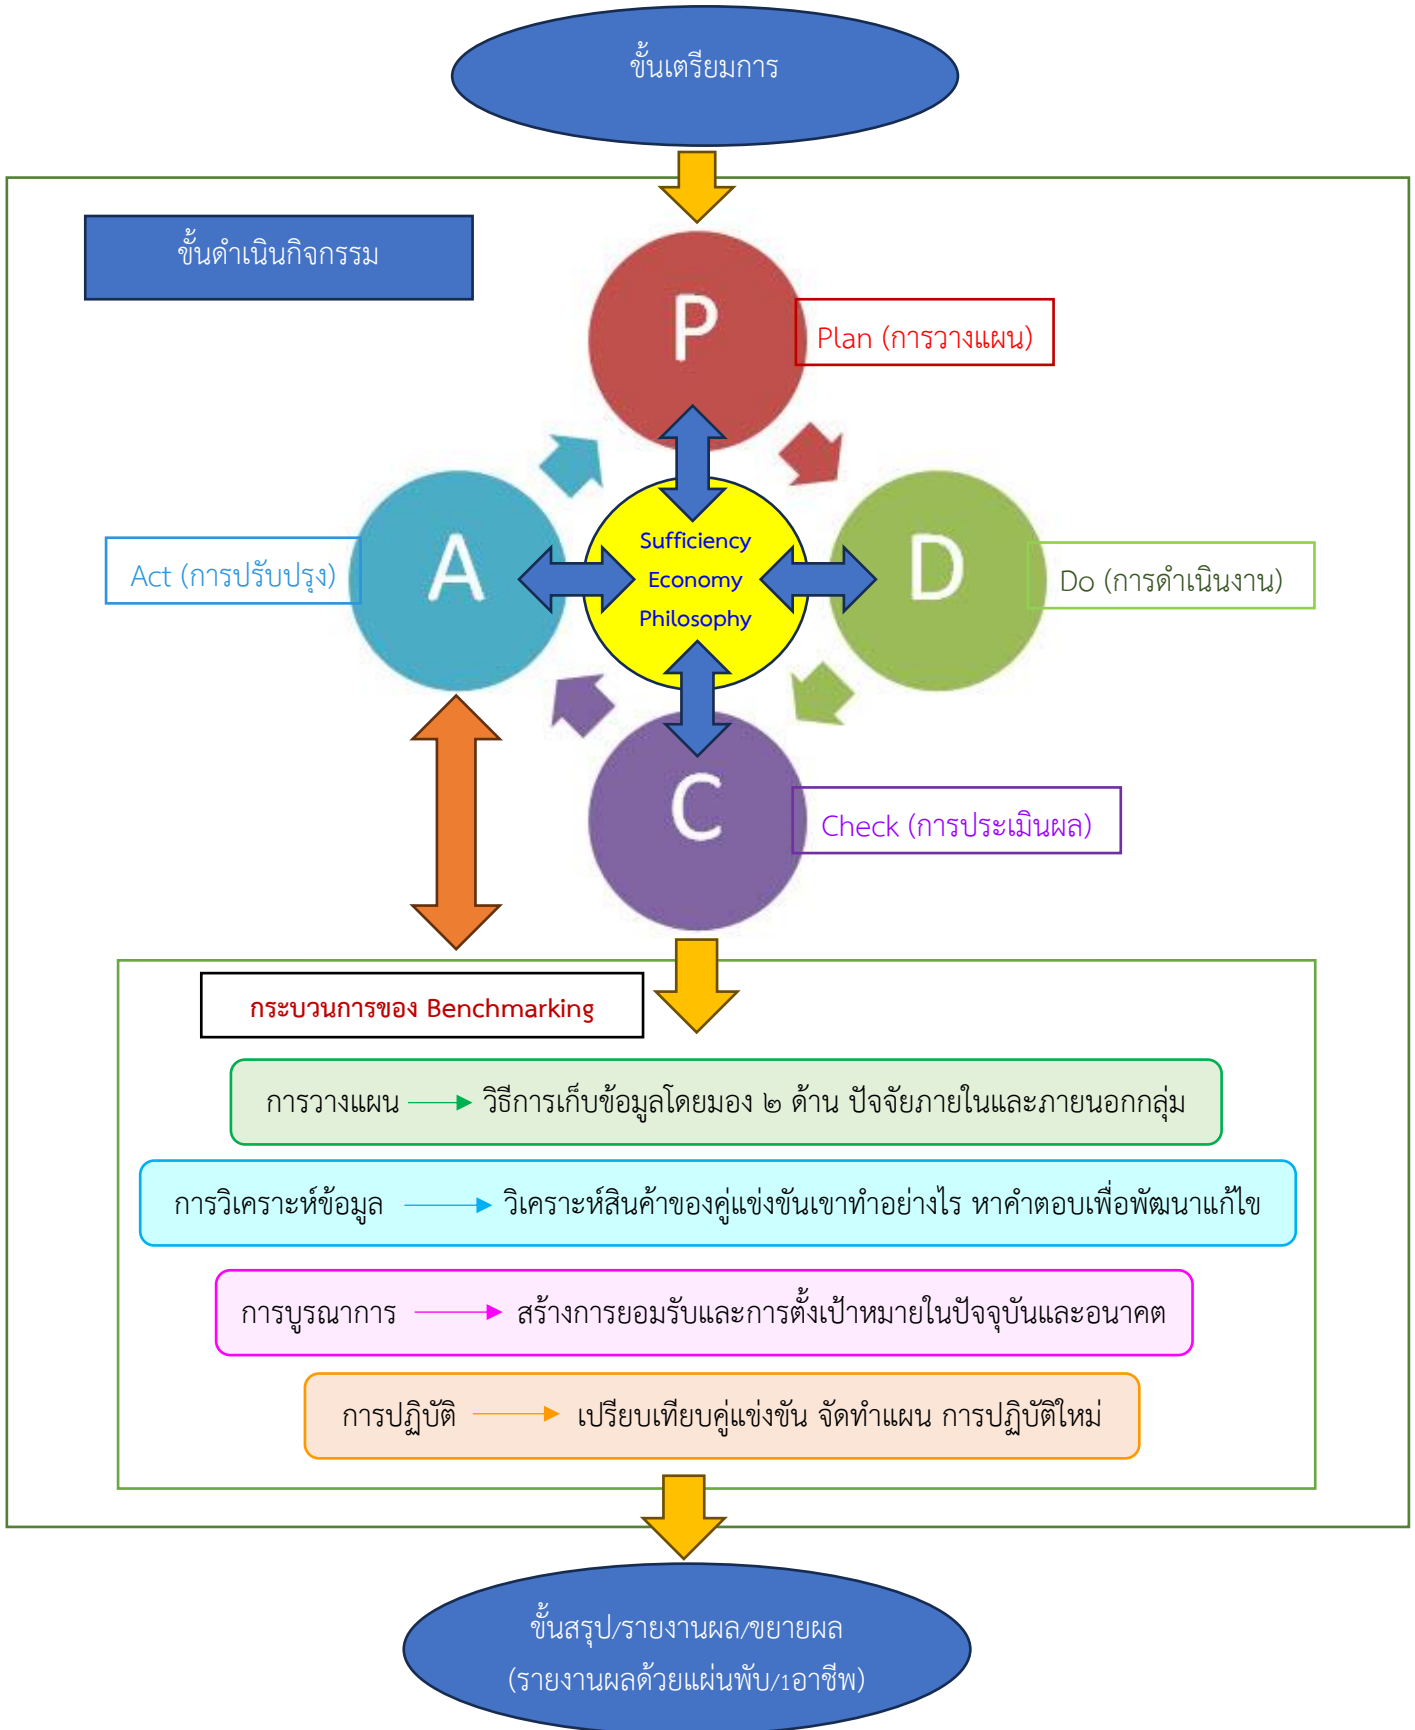 ขั้นเตรียมการ
ขั้นดำเนินกิจกรรม
P
Plan (การวางแผน)
A
Act (การปรับปรุง)
Sufficiency
Economy
Philosophy
D
Do (การดำเนินงาน)
C
Check (การประเมินผล)
กระบวนการของ Benchmarking
การวางแผน วิธีการเก็บข้อมูลโดยมอง ๒ ด้าน ปัจจัยภายในและภายนอกกลุ่ม
การวิเคราะห์ข้อมูล วิเคราะห์สินค้าของคู่แข่งขันเขาทำอย่างไร หาคำตอบเพื่อพัฒนาแก้ไข
การบูรณาการ สร้างการยอมรับและการตั้งเป้าหมายในปัจจุบันและอนาคต
การปฏิบัติ เปรียบเทียบคู่แข่งขัน จัดทำแผน การปฏิบัติใหม่
ขั้นสรุป/รายงานผล/ขยายผล
(รายงานผลด้วยแผ่นพับ/1อาชีพ)